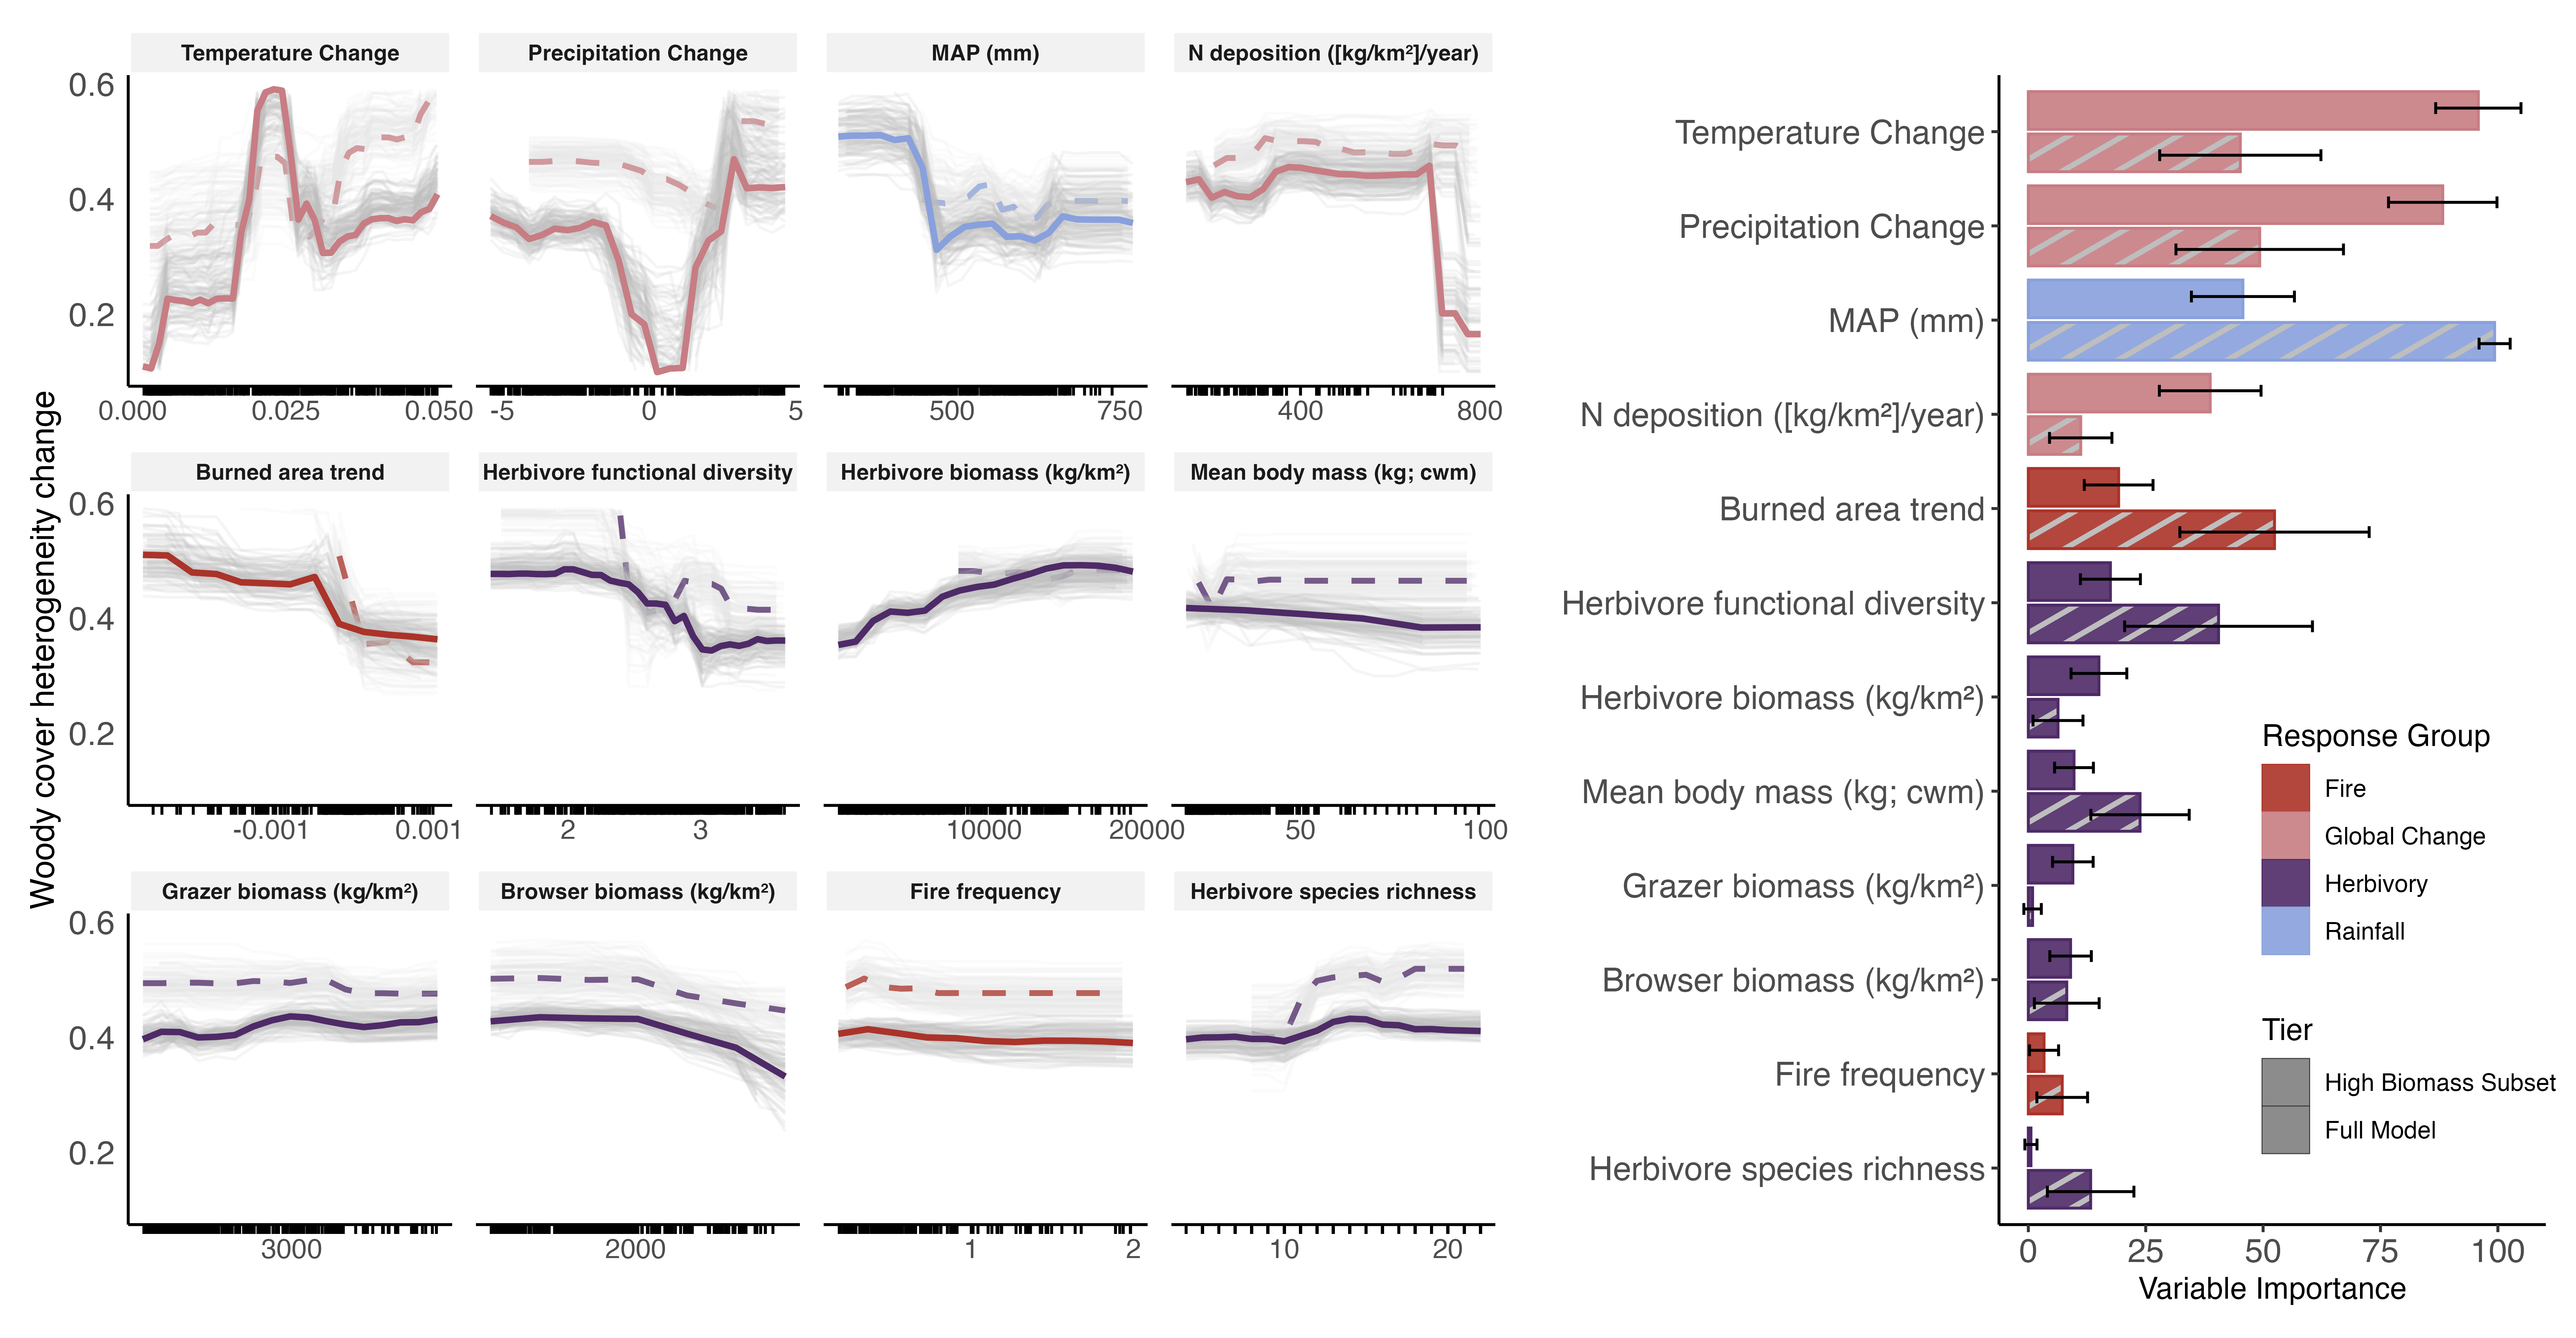 Woody cover heterogeneity change
Temperature Change
Precipitation Change
MAP (mm)
N deposition ([kg/km²]/year)
0.6
0.4
0.2
0.000 0.025 0.050
-5 0 5
500 750
400 800
Burned area trend
Herbivore functional diversity
Herbivore biomass (kg/km²)
Mean body mass (kg; cwm)
0.6
0.4
0.2
-0.001 0.001
2 3
10000 20000
50 100
Grazer biomass (kg/km²)
Browser biomass (kg/km²)
Fire frequency
Herbivore species richness
0.6
0.4
0.2
3000
2000
1 2
10 20
Temperature Change
Precipitation Change
MAP (mm)
N deposition ([kg/km²]/year)
Burned area trend
Herbivore functional diversity
Herbivore biomass (kg/km²)
Mean body mass (kg; cwm)
Grazer biomass (kg/km²)
Browser biomass (kg/km²)
Fire frequency
Herbivore species richness
0 25 50 75 100
Variable Importance
Response Group
Fire
Global Change
Herbivory
Rainfall
Tier
High Biomass Subset
Full Model